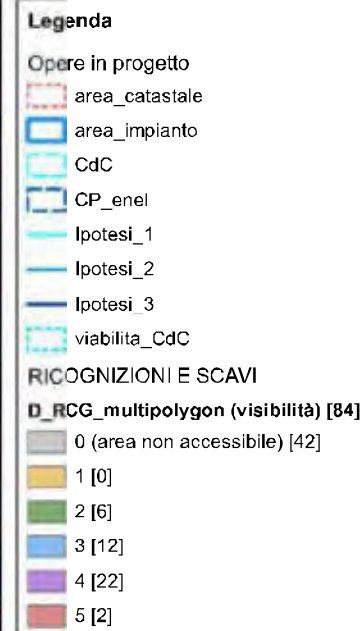 Legenda
Opere in progetto
area_catastale
area_impianto
CdC
CP_enel
Ipotesi_1
Ipotesi_2
Ipotesi_3
viabilita_CdC
RICOGNIZIONI E SCAVI
D_RCG_multipolygon (visibilità) [84]
0 (area non accessibile) [42]
1 [0]
2 [6]
3 [12]
4 [22]
5 [2]